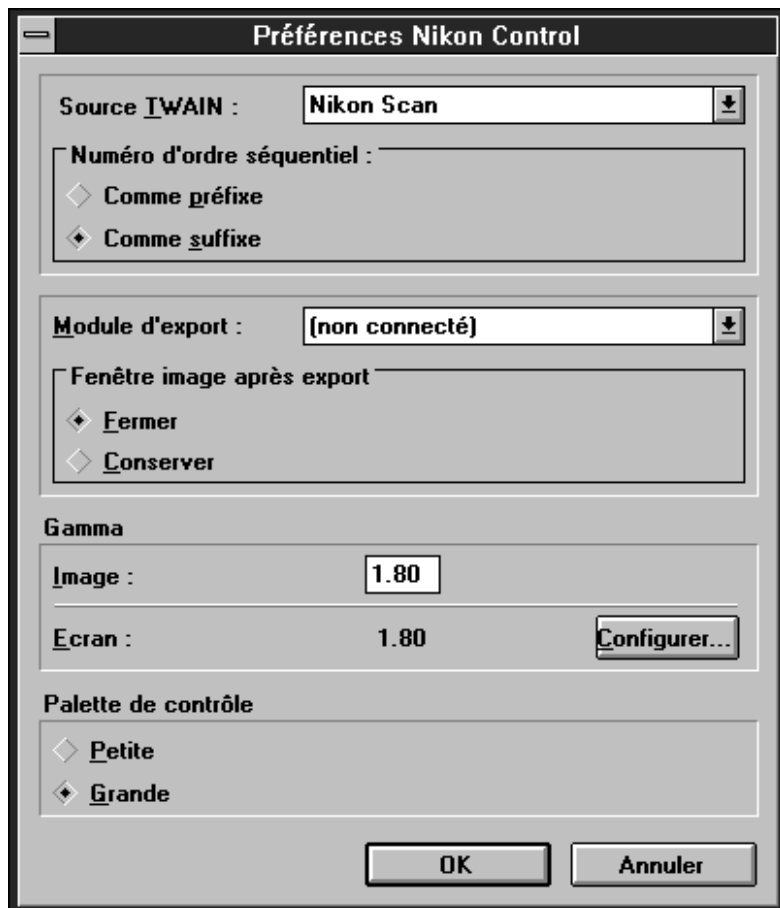 Préférences Nikon Control
Source TWAIN : Nikon Scan
Numéro d'ordre séquentiel :
Comme préfixe
Comme suffixe
Module d'export : (non connecté)
Fenêtre image après export
Fermer
Conserver
Gamma
Image : 1.80
Ecran : 1.80 Configurer...
Palette de contrôle
Petite
Grande
OK Annuler